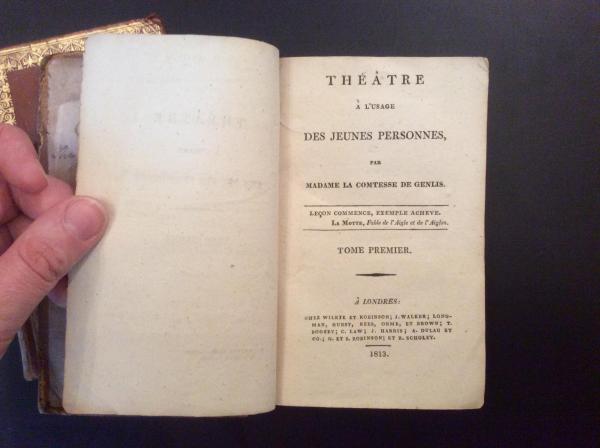 THÉÂTRE
À L'USAGE
DES JEUNES PERSONNES,
PAR
MADAME LA COMTESSE DE GENLIS.
LEÇON COMMENCE, EXEMPLE ACHEVE.
LA MOTTE, Fable de l'Aigle et de l'Aiglon.
TOME PREMIER.
À LONDRES:
CHEZ WILKIE ET ROBINSON; J. WALKER; LONG-
MAN, HURST, REES, ORME, ET BROWN; T.
BOOSEY; C. LAW; J. HARRIS; A. DULAU ET
CO.; G. ET S. ROBINSON; ET R. SCHOLEY.
1813.